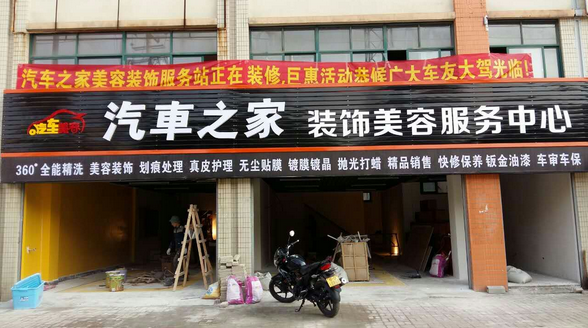 汽车之家美容装饰服务站正在装修,巨惠活动恭候广大车友大驾光临!
汽車之家 装饰美容服务中心
360°全能精洗 美容装饰 划痕处理 真皮护理 无尘贴膜 镀膜镀晶 抛光打蜡 精品销售 快修保养 钣金油漆 车审车保